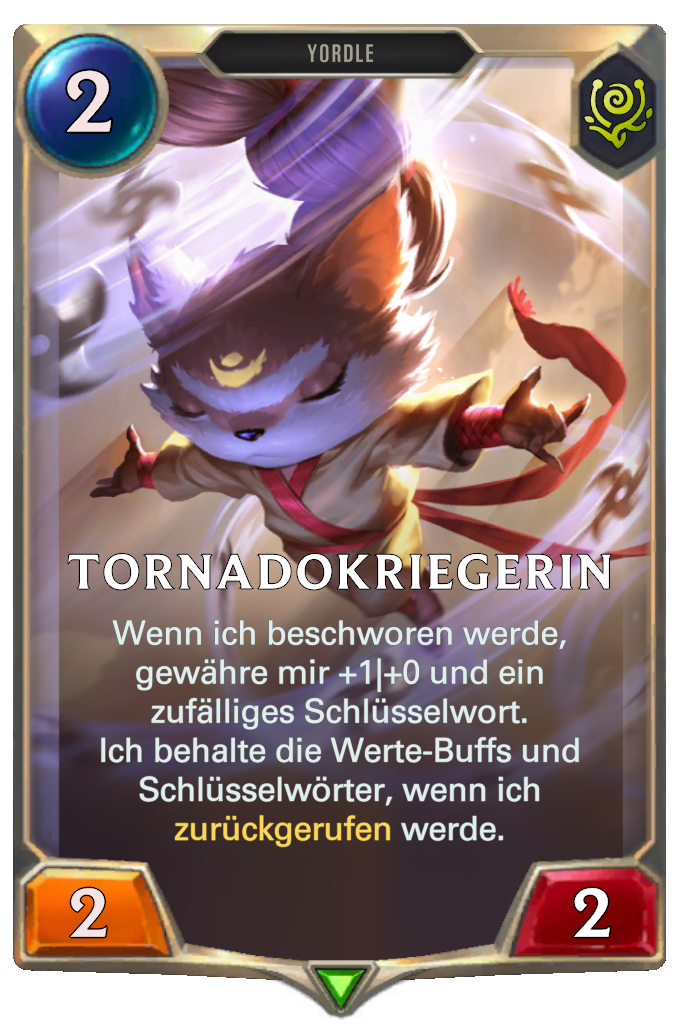 YORDLE
2
TORNADOKRIEGERIN
Wenn ich beschworen werde,
gewähre mir +1|+0 und ein
zufälliges Schlüsselwort.
Ich behalte die Werte-Buffs und
Schlüsselwörter, wenn ich
zurückgerufen werde.
2
2